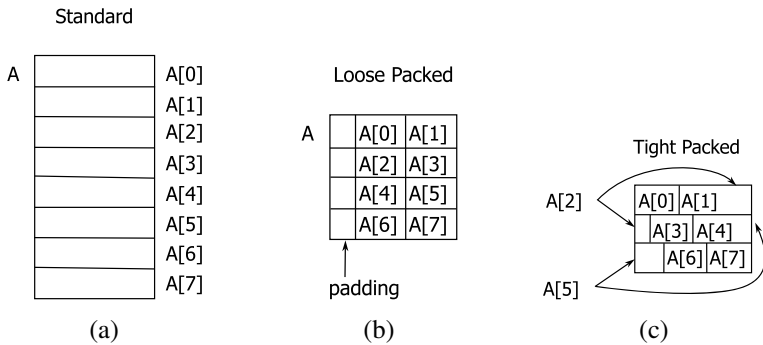 Standard
A
A[0]
A[1]
A[2]
A[3]
A[4]
A[5]
A[6]
A[7]
(a)
Loose Packed
A
A[0] A[1]
A[2] A[3]
A[4] A[5]
A[6] A[7]
padding
(b)
Tight Packed
A[2]
A[0] A[1]
A[3] A[4]
A[6] A[7]
A[5]
(c)